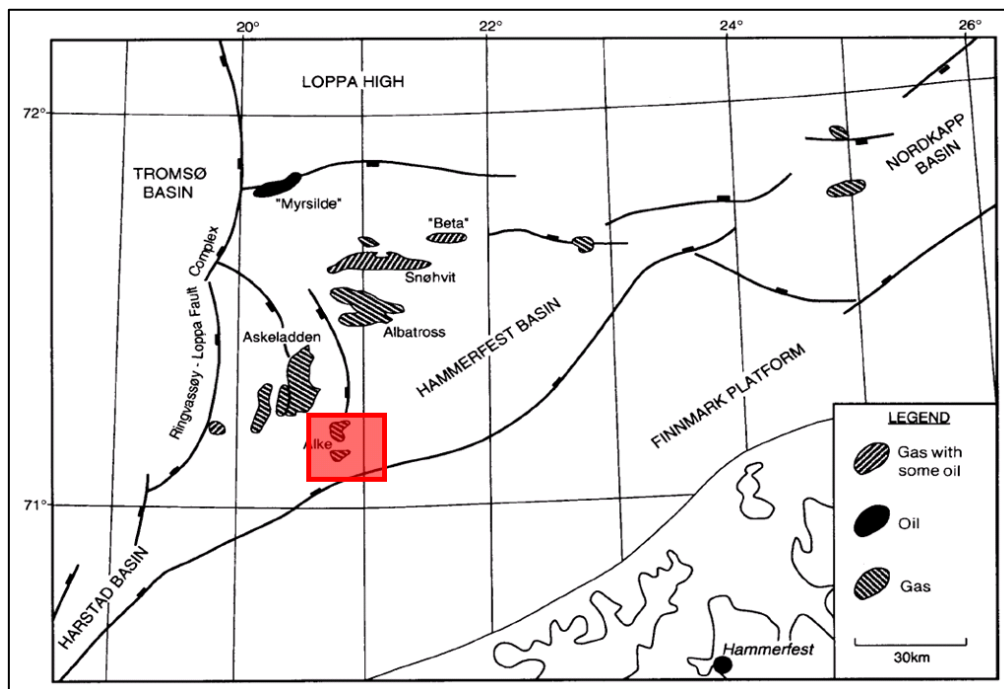 20°
22°
24°
26°
72°
71°
LOPPA HIGH
TROMSØ
BASIN
NORDKAPP
BASIN
"Myrsilde"
"Beta"
Snøhvit
Ringvassøy - Loppa Fault Complex
Askeladden
Albatross
HAMMERFEST BASIN
Alke
FINNMARK PLATFORM
HARSTAD BASIN
Hammerfest
LEGEND
Gas with
some oil
Oil
Gas
30km